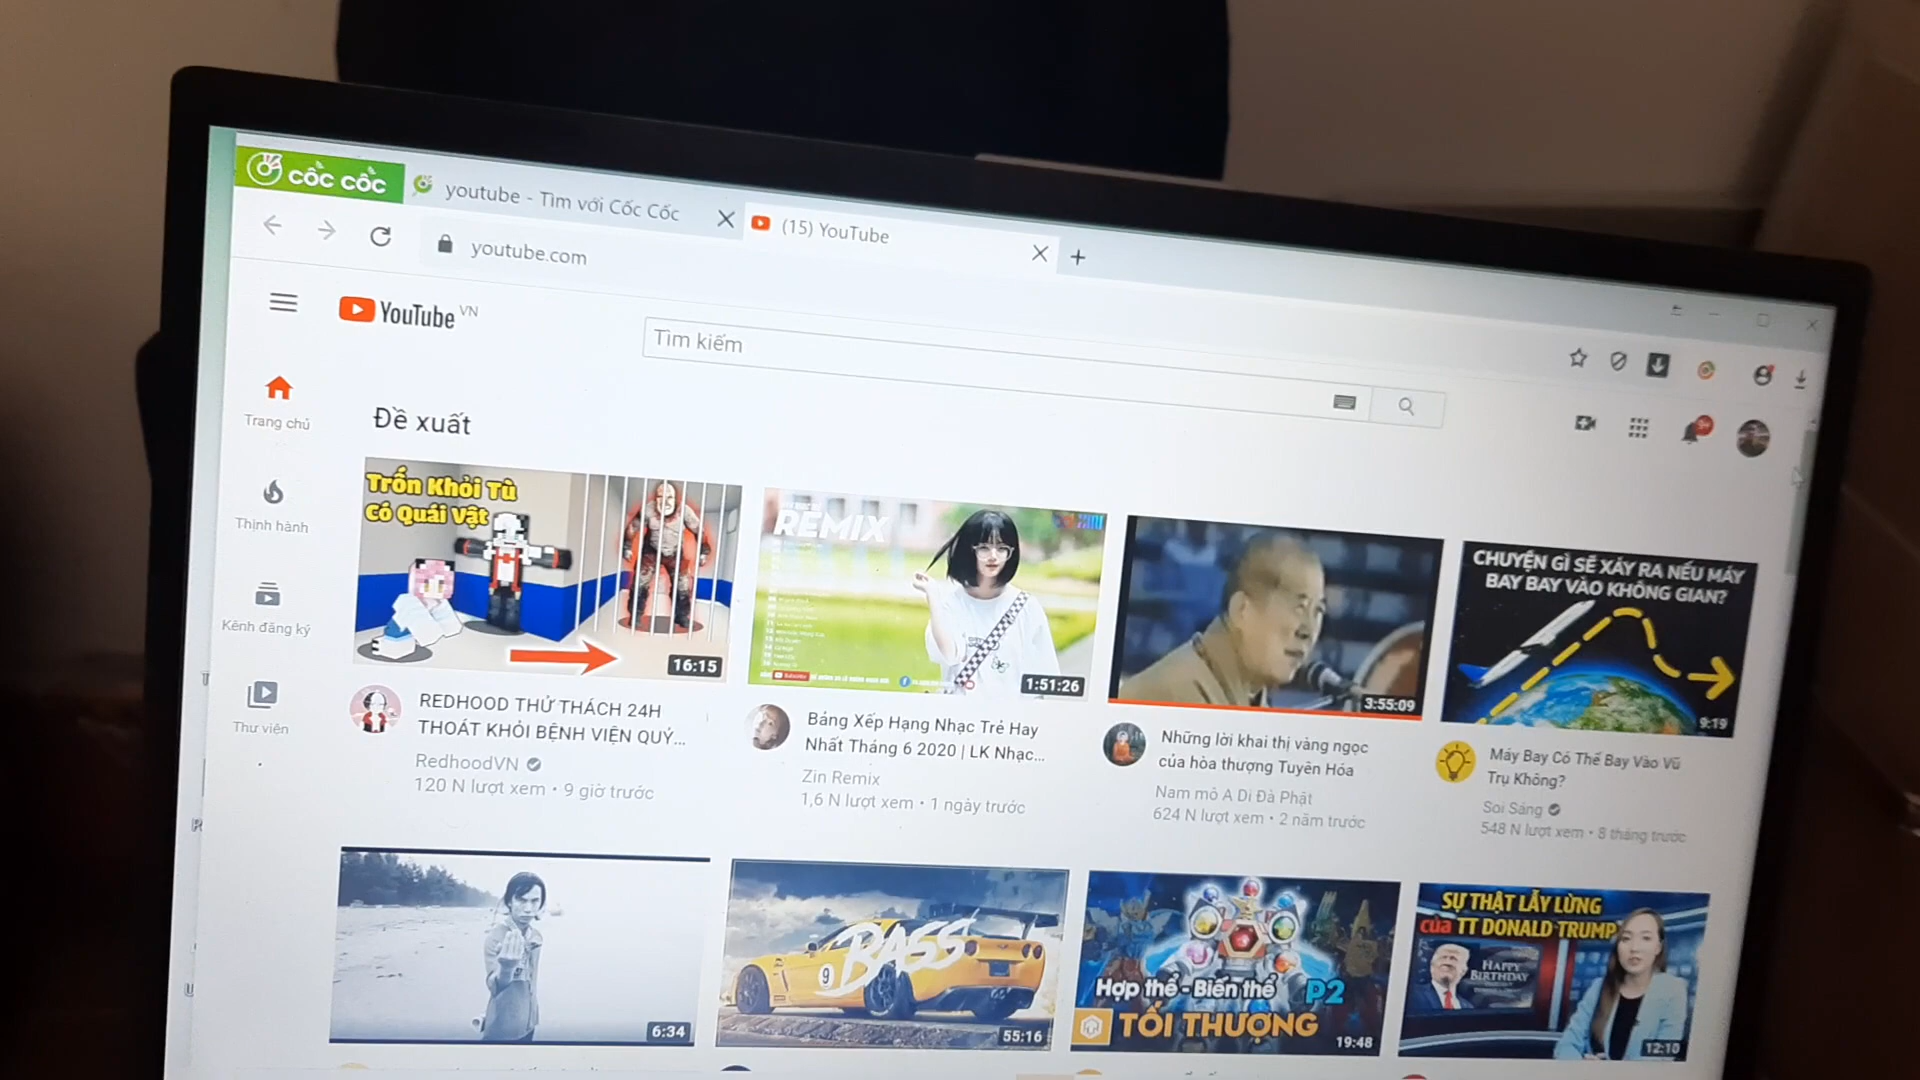 cốc cốc
youtube - Tìm với Cốc Cốc
(15) YouTube
youtube.com
YouTube VN
Tìm kiếm
9+
Trang chủ
Thịnh hành
Kênh đăng ký
Thư viện
Đề xuất
Trốn Khỏi Tù
Có Quái Vật
16:15
REDHOOD THỬ THÁCH 24H
THOÁT KHỎI BỆNH VIỆN QUỶ...
RedhoodVN
120 N lượt xem • 9 giờ trước
REMIX
1:51:26
Bảng Xếp Hạng Nhạc Trẻ Hay
Nhất Tháng 6 2020 | LK Nhạc...
Zin Remix
1,6 N lượt xem • 1 ngày trước
3:55:09
Những lời khai thị vàng ngọc
của hòa thượng Tuyên Hóa
Nam mô A Di Đà Phật
624 N lượt xem • 2 năm trước
CHUYỆN GÌ SẼ XẢY RA NẾU MÁY
BAY BAY VÀO KHÔNG GIAN?
9:19
Máy Bay Có Thể Bay Vào Vũ
Trụ Không?
Soi Sáng
548 N lượt xem • 8 tháng trước
6:34
9
BASS
55:16
Hợp thể - Biến thể P2
TỐI THƯỢNG
19:48
SỰ THẬT LẪY LỪNG
của TT DONALD TRUMP
HAPPY
BIRTHDAY
12:10